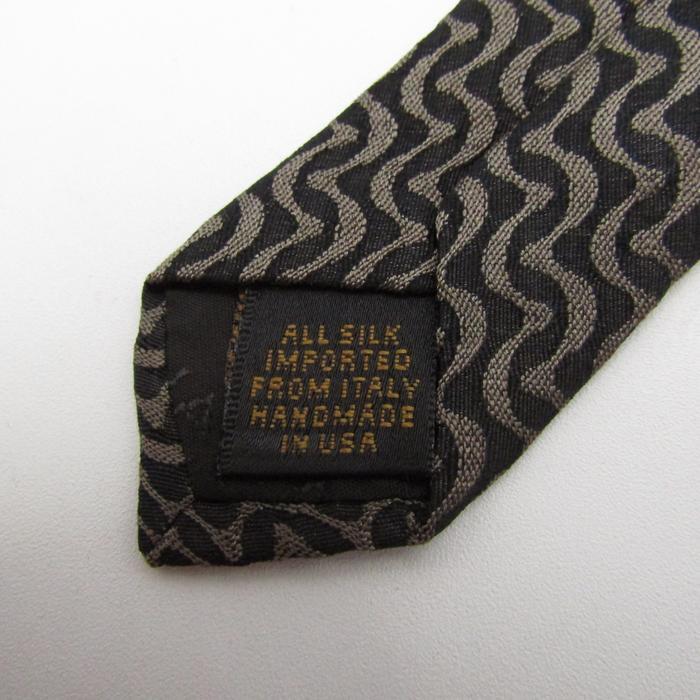 ALL SILK
IMPORTED
FROM ITALY
HANDMADE
IN USA